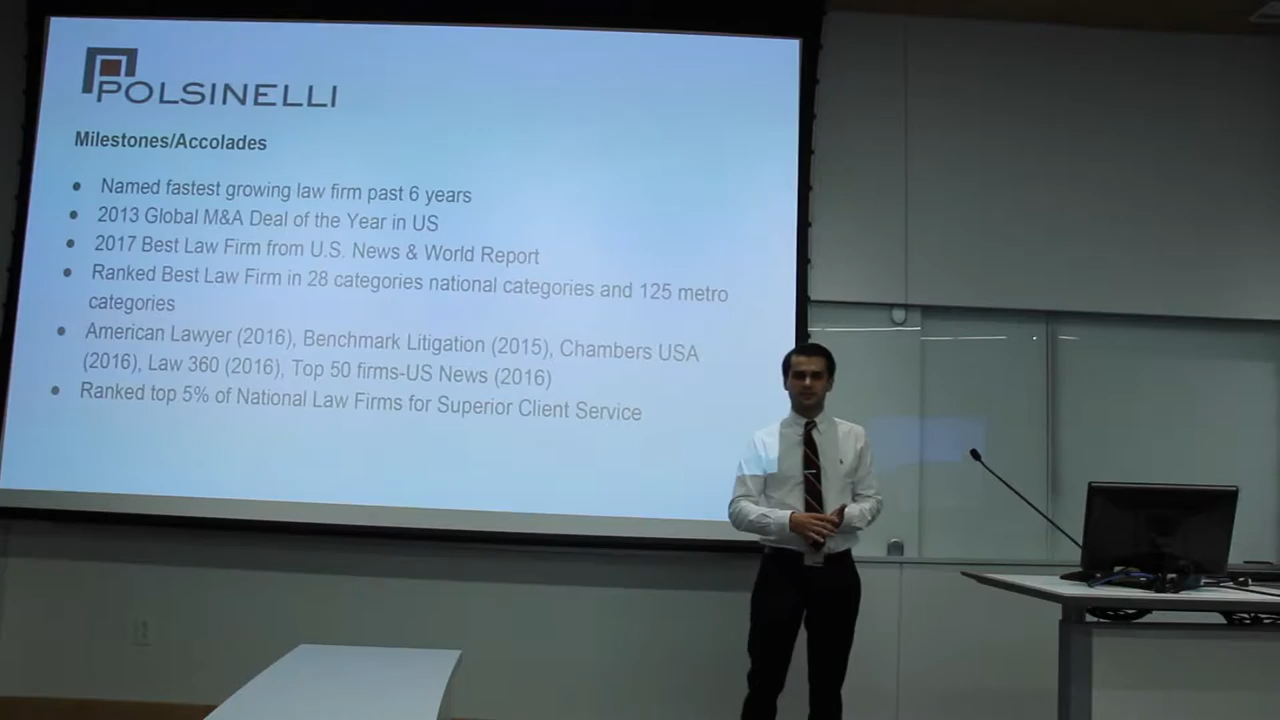 POLSINELLI
Milestones/Accolades
● Named fastest growing law firm past 6 years
● 2013 Global M&A Deal of the Year in US
● 2017 Best Law Firm from U.S. News & World Report
● Ranked Best Law Firm in 28 categories national categories and 125 metro
categories
● American Lawyer (2016), Benchmark Litigation (2015), Chambers USA
(2016), Law 360 (2016), Top 50 firms-US News (2016)
● Ranked top 5% of National Law Firms for Superior Client Service